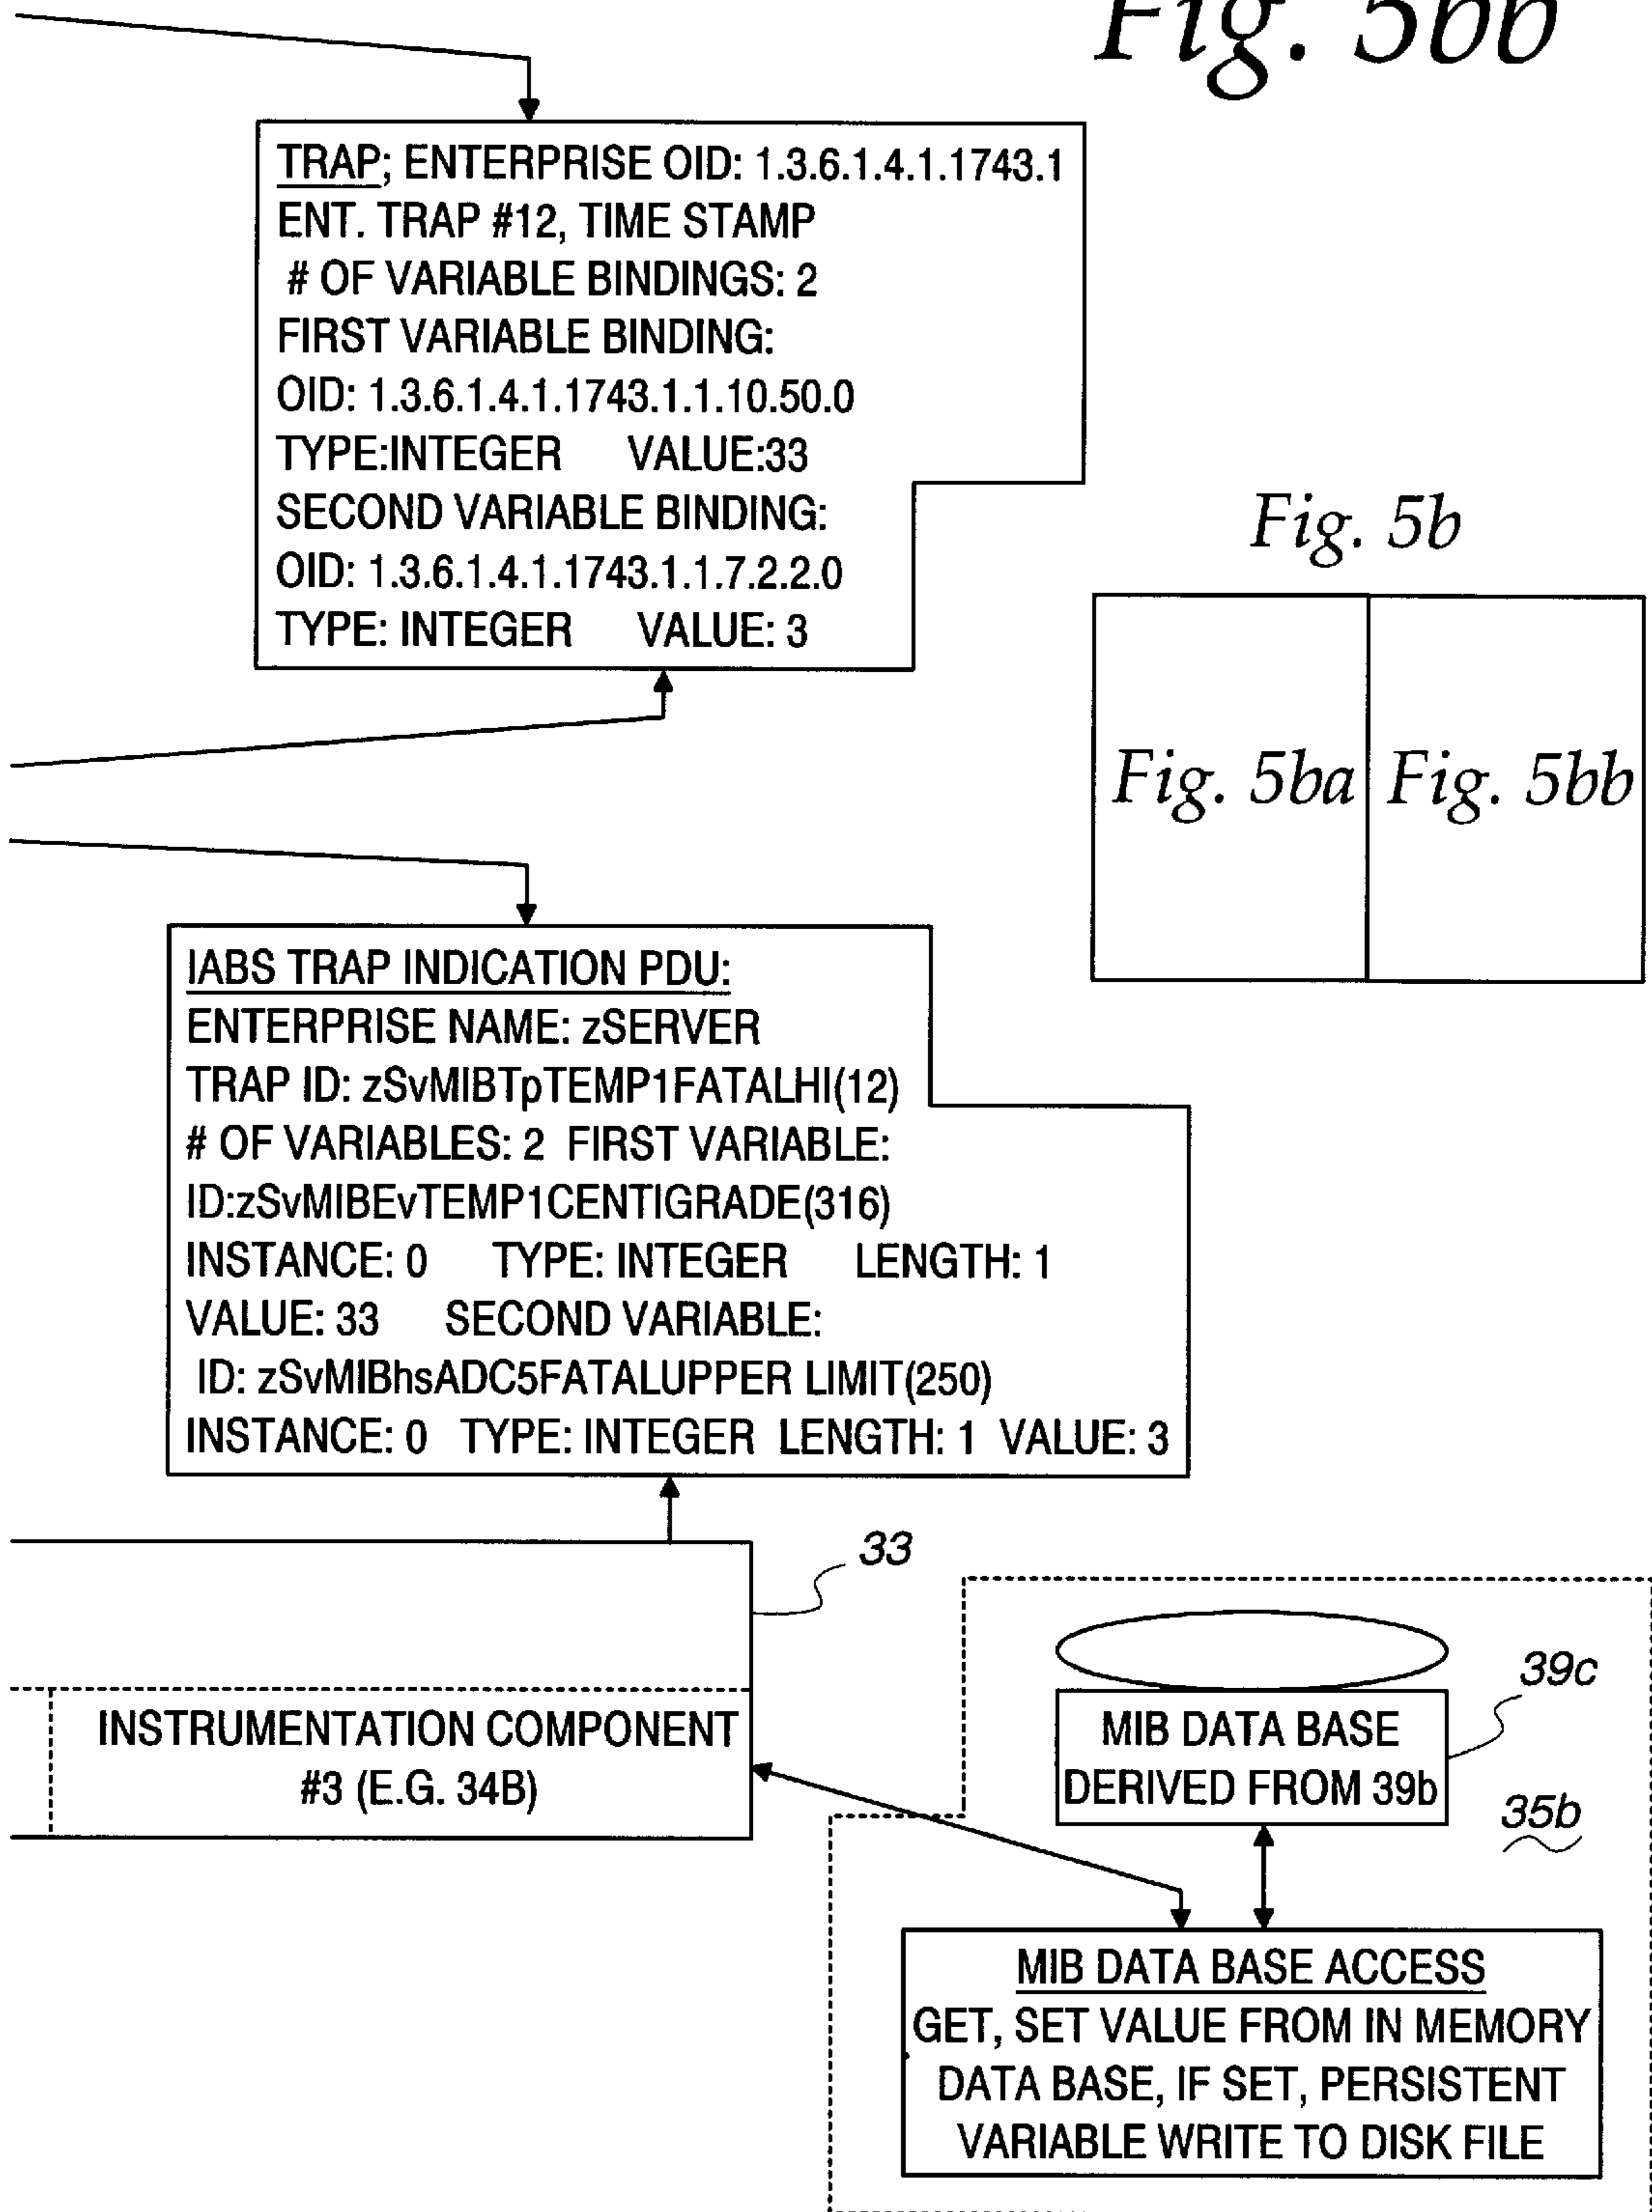 Fig. 5bb
TRAP; ENTERPRISE OID: 1.3.6.1.4.1.1743.1
ENT. TRAP #12, TIME STAMP
# OF VARIABLE BINDINGS: 2
FIRST VARIABLE BINDING:
OID: 1.3.6.1.4.1.1743.1.1.10.50.0
TYPE:INTEGER VALUE:33
SECOND VARIABLE BINDING:
OID: 1.3.6.1.4.1.1743.1.1.7.2.2.0
TYPE: INTEGER VALUE: 3
Fig. 5b
Fig. 5ba Fig. 5bb
IABS TRAP INDICATION PDU:
ENTERPRISE NAME: zSERVER
TRAP ID: zSvMIBTpTEMP1FATALHI(12)
# OF VARIABLES: 2 FIRST VARIABLE:
ID:zSvMIBEvTEMP1CENTIGRADE(316)
INSTANCE: 0 TYPE: INTEGER LENGTH: 1
VALUE: 33 SECOND VARIABLE:
ID: zSvMIBhsADC5FATALUPPER LIMIT(250)
INSTANCE: 0 TYPE: INTEGER LENGTH: 1 VALUE: 3
33
INSTRUMENTATION COMPONENT
#3 (E.G. 34B)
39c
MIB DATA BASE
DERIVED FROM 39b
35b
MIB DATA BASE ACCESS
GET, SET VALUE FROM IN MEMORY
DATA BASE, IF SET, PERSISTENT
VARIABLE WRITE TO DISK FILE